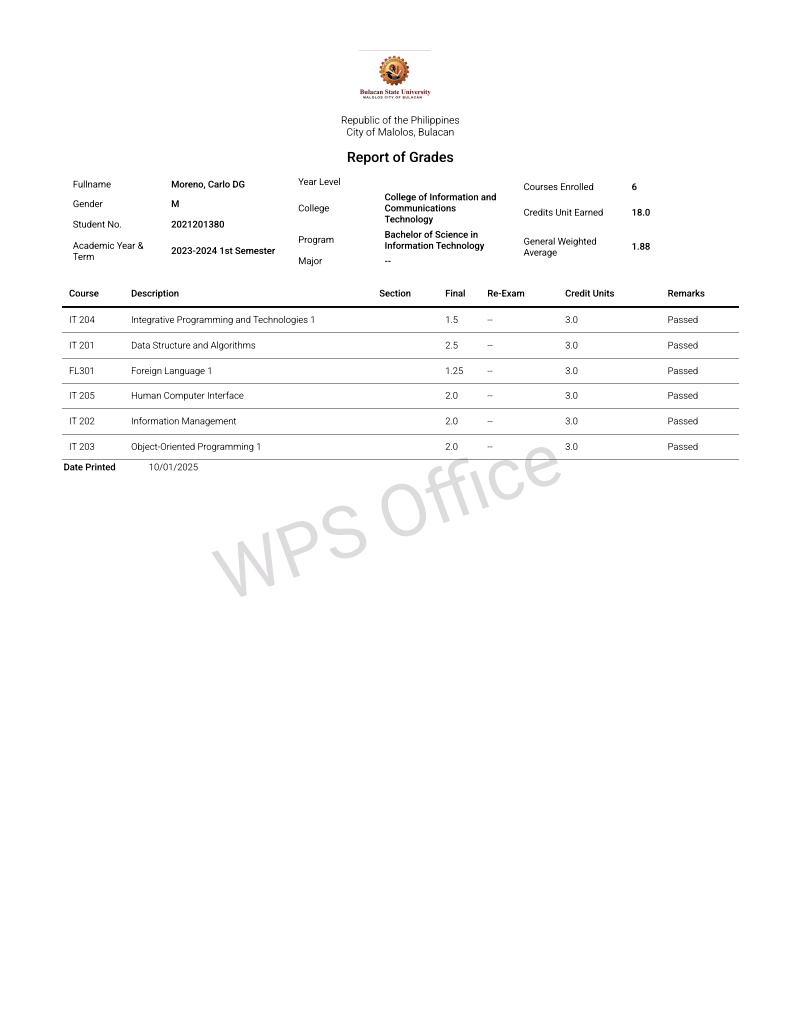 Bulacan State University
MALOLOS CITY OF BULACAN
Republic of the Philippines
City of Malolos, Bulacan
Report of Grades
Fullname Moreno, Carlo DG
Gender M
Student No. 2021201380
Academic Year & Term 2023-2024 1st Semester
Year Level
College College of Information and Communications Technology
Program Bachelor of Science in Information Technology
Major --
Courses Enrolled 6
Credits Unit Earned 18.0
General Weighted Average 1.88
Course Description Section Final Re-Exam Credit Units Remarks
IT 204 Integrative Programming and Technologies 1 1.5 -- 3.0 Passed
IT 201 Data Structure and Algorithms 2.5 -- 3.0 Passed
FL301 Foreign Language 1 1.25 -- 3.0 Passed
IT 205 Human Computer Interface 2.0 -- 3.0 Passed
IT 202 Information Management 2.0 -- 3.0 Passed
IT 203 Object-Oriented Programming 1 2.0 -- 3.0 Passed
Date Printed 10/01/2025
WPS Office